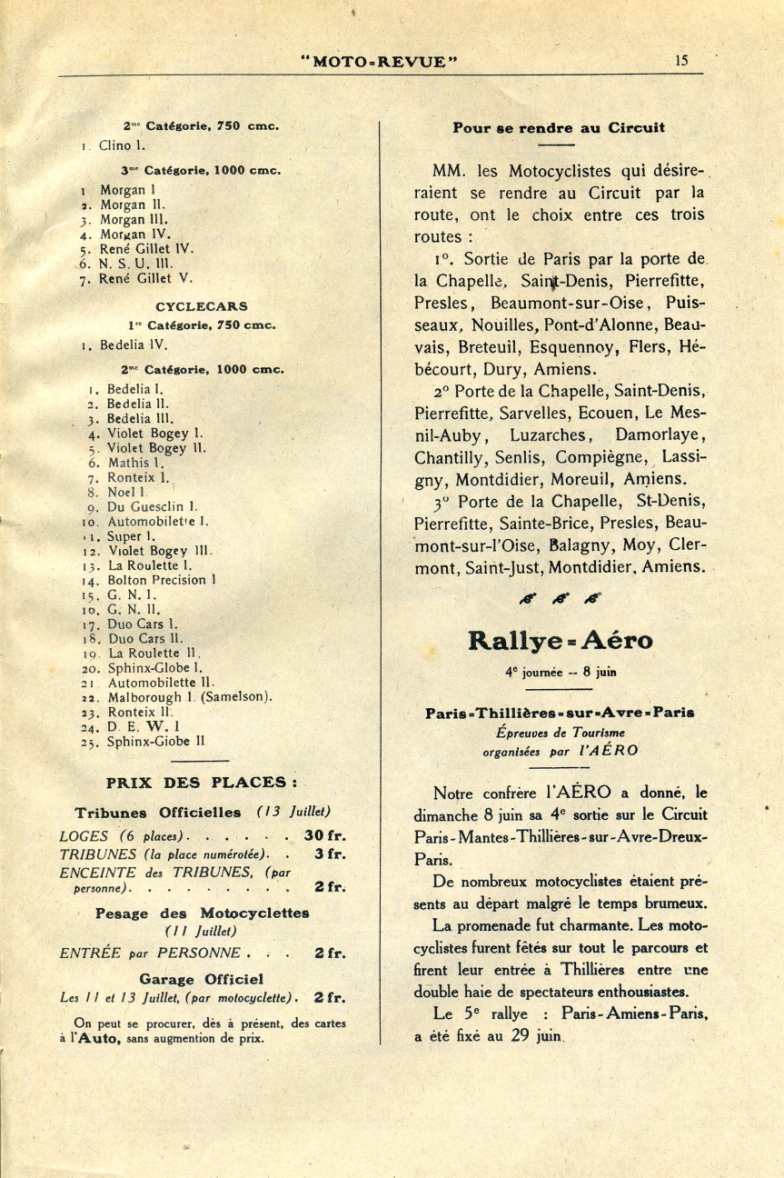 "MOTO-REVUE"
15
2me Catégorie, 750 cmc.
1. Clino I.
3me Catégorie, 1000 cmc.
1 Morgan I
2. Morgan II.
3. Morgan III.
4. Morgan IV.
5. René Gillet IV.
6. N. S. U. III.
7. René Gillet V.
CYCLECARS
1re Catégorie, 750 cmc.
1. Bedelia IV.
2me Catégorie, 1000 cmc.
1. Bedelia I.
2. Bedelia II.
3. Bedelia III.
4. Violet Bogey I.
5. Violet Bogey II.
6. Mathis I.
7. Ronteix I.
8. Noel I
9. Du Guesclin I.
10. Automobilette I.
11. Super I.
12. Violet Bogey III.
13. La Roulette I.
14. Bolton Precision I
15. G. N. I.
16. G. N. II.
17. Duo Cars I.
18. Duo Cars II.
19. La Roulette II.
20. Sphinx-Globe I.
21. Automobilette II.
22. Malborough I. (Samelson).
23. Ronteix II.
24. D. E. W. I
25. Sphinx-Globe II
PRIX DES PLACES :
Tribunes Officielles (13 Juillet)
LOGES (6 places). . . . . . 30 fr.
TRIBUNES (la place numérotée). . 3 fr.
ENCEINTE des TRIBUNES, (par
personne). . . . . . . . . 2 fr.
Pesage des Motocyclettes
(11 Juillet)
ENTRÉE par PERSONNE . . . 2 fr.
Garage Officiel
Les 11 et 13 Juillet, (par motocyclette). 2 fr.
On peut se procurer, dès à présent, des cartes
à l'Auto, sans augmention de prix.
Pour se rendre au Circuit
MM. les Motocyclistes qui désire-
raient se rendre au Circuit par la
route, ont le choix entre ces trois
routes :
1º. Sortie de Paris par la porte de
la Chapelle, Saint-Denis, Pierrefitte,
Presles, Beaumont-sur-Oise, Puis-
seaux, Nouilles, Pont-d'Alonne, Beau-
vais, Breteuil, Esquennoy, Flers, Hé-
bécourt, Dury, Amiens.
2º Porte de la Chapelle, Saint-Denis,
Pierrefitte, Sarvelles, Ecouen, Le Mes-
nil-Auby, Luzarches, Damorlaye,
Chantilly, Senlis, Compiègne, Lassi-
gny, Montdidier, Moreuil, Amiens.
3º Porte de la Chapelle, St-Denis,
Pierrefitte, Sainte-Brice, Presles, Beau-
mont-sur-l'Oise, Balagny, Moy, Cler-
mont, Saint-Just, Montdidier, Amiens.
Rallye-Aéro
4e journée -- 8 juin
Paris-Thillières-sur-Avre-Paris
Épreuves de Tourisme
organisées par l'AÉRO
Notre confrère l'AÉRO a donné, le
dimanche 8 juin sa 4e sortie sur le Circuit
Paris-Mantes-Thillières-sur-Avre-Dreux-
Paris.
De nombreux motocyclistes étaient pré-
sents au départ malgré le temps brumeux.
La promenade fut charmante. Les moto-
cyclistes furent fêtés sur tout le parcours et
firent leur entrée à Thillières entre une
double haie de spectateurs enthousiastes.
Le 5e rallye : Paris-Amiens-Paris,
a été fixé au 29 juin.